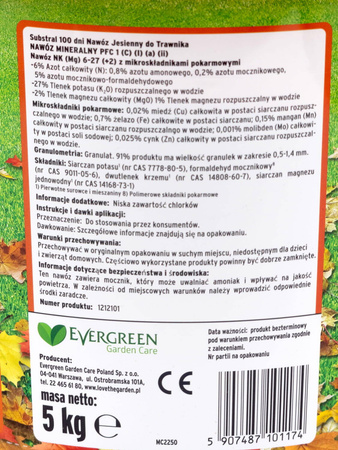 Substral 100 dni Nawóz Jesienny do Trawnika
NAWÓZ MINERALNY PFC 1 (C) (I) (a) (ii)
Nawóz NK (Mg) 6-27 (+2) z mikroskładnikami pokarmowymi
-6% Azot całkowity (N): 0,8% azotu amonowego, 0,2% azotu mocznikowego,
5% azotu mocznikowo-formaldehydowego
-27% Tlenek potasu (K₂O) rozpuszczalny w wodzie
-2% Tlenek magnezu całkowity (MgO) 1% Tlenek magnezu rozpuszczalny w wodzie
Mikroskładniki pokarmowe: 0,02% miedź (Cu) całkowita w postaci siarczanu rozpusz-
czalnego w wodzie; 0,7% żelazo (Fe) całkowite w postaci siarczanu; 0,15% mangan (Mn)
całkowity w postaci siarczanu rozpuszczalnego w wodzie; 0,001% molibden (Mo) całkowi-
ty w postaci soli sodowej; 0,025% cynk (Zn) całkowity w postaci siarczanu rozpuszczal-
nego w wodzie.
Granulometria: Granulat. 91% produktu ma wielkość granulek w zakresie 0,5-1,4 mm.
Składniki: Siarczan potasu¹ (nr CAS 7778-80-5), formaldehyd mocznikowy²
(nr CAS 9011-05-6), dwutlenek krzemu¹ (nr CAS 14808-60-7), siarczan magnezu
jednowodny¹ (nr CAS 14168-73-1)
1) Pierwotne surowce i mieszaniny 8) Polimerowe składniki pokarmowe
Informacje dodatkowe: Niska zawartość chlorków
Instrukcje i dawki aplikacji:
Przeznaczenie: Do stosowania przez konsumentów.
Dawkowanie: Szczegółowe informacje znajdują się na opakowaniu.
Warunki przechowywania:
Przechowywać w oryginalnym opakowaniu w suchym miejscu, niedostępnym dla dzieci
i zwierząt domowych. Częściowo wykorzystane produkty powinny być dobrze zamknięte.
Informacje dotyczące bezpieczeństwa i środowiska:
Ten nawóz zawiera mocznik, który może uwalniać amoniak i wpływać na jakość
powietrza. W zależności od miejscowych warunków należy wprowadzić odpowiednie
środki zaradcze.
Numer produktu: 1212101
EVERGREEN
Garden Care
Producent:
Evergreen Garden Care Poland Sp. z o.o.
04-041 Warszawa, ul. Ostrobramska 101A,
tel. 22 465 61 80, www.lovethegarden.pl
masa netto:
5 kg ℮
CE
MC2250
Data ważności: produkt bezterminowy
pod warunkiem przechowywania zgodnie
z zaleceniami.
Nr partii na opakowaniu
5 907487 101174